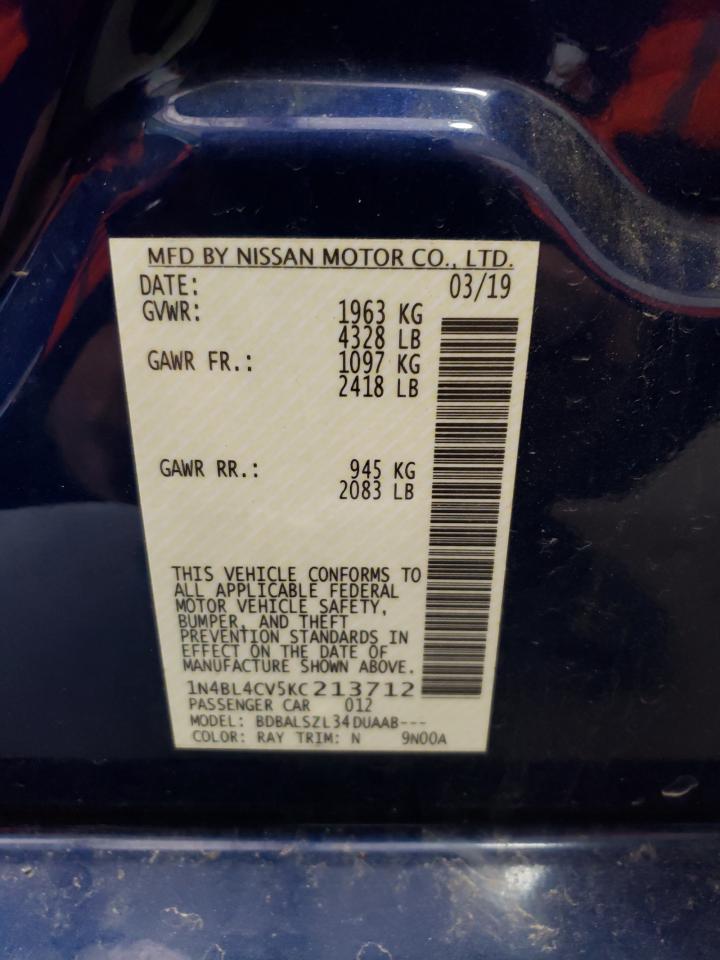 MFD BY NISSAN MOTOR CO., LTD.
DATE: 03/19
GVWR: 1963 KG
4328 LB
GAWR FR.: 1097 KG
2418 LB
GAWR RR.: 945 KG
2083 LB
THIS VEHICLE CONFORMS TO
ALL APPLICABLE FEDERAL
MOTOR VEHICLE SAFETY,
BUMPER, AND THEFT
PREVENTION STANDARDS IN
EFFECT ON THE DATE OF
MANUFACTURE SHOWN ABOVE.
1N4BL4CV5KC213712
PASSENGER CAR 012
MODEL: BDBALSZL34DUAAB---
COLOR: RAY TRIM: N 9N00A